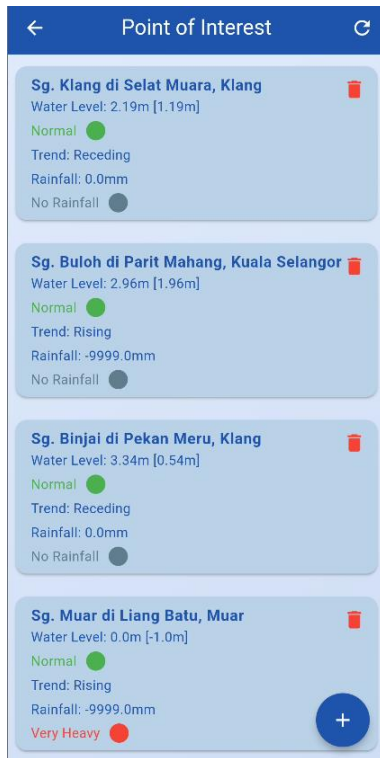 Point of Interest
Sg. Klang di Selat Muara, Klang
Water Level: 2.19m [1.19m]
Normal
Trend: Receding
Rainfall: 0.0mm
No Rainfall
Sg. Buloh di Parit Mahang, Kuala Selangor
Water Level: 2.96m [1.96m]
Normal
Trend: Rising
Rainfall: -9999.0mm
No Rainfall
Sg. Binjai di Pekan Meru, Klang
Water Level: 3.34m [0.54m]
Normal
Trend: Receding
Rainfall: 0.0mm
No Rainfall
Sg. Muar di Liang Batu, Muar
Water Level: 0.0m [-1.0m]
Normal
Trend: Rising
Rainfall: -9999.0mm
Very Heavy